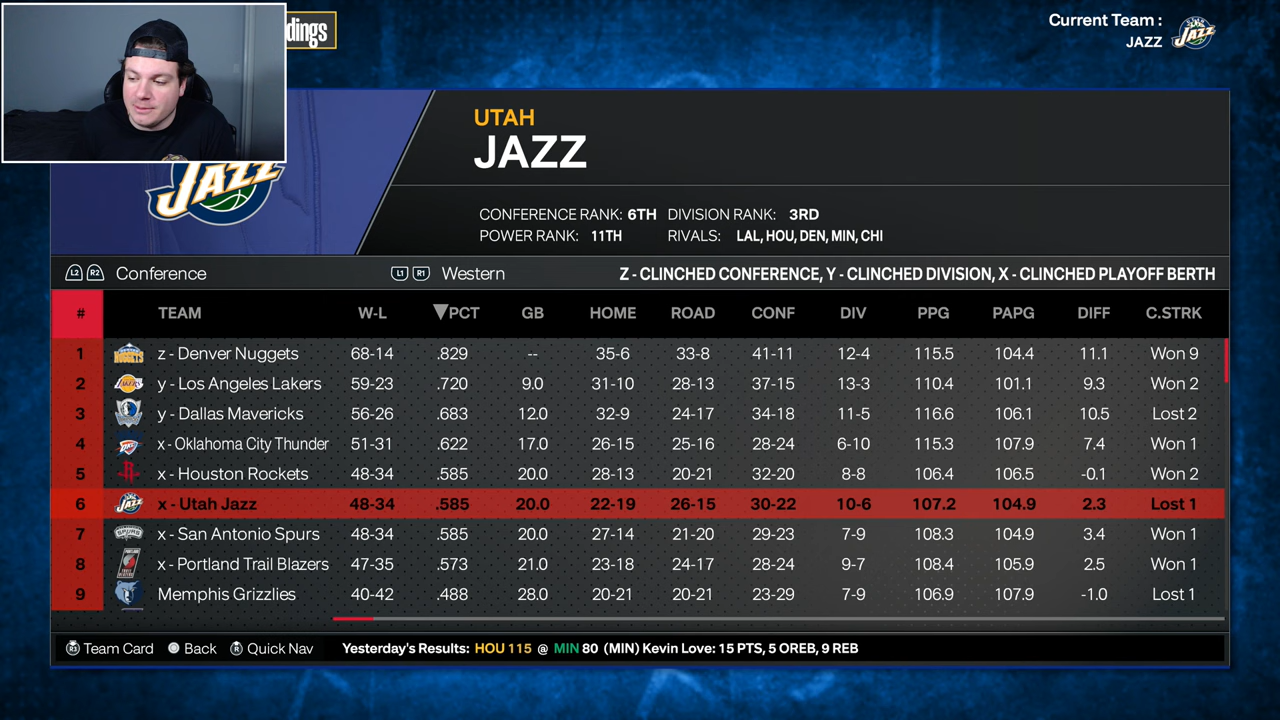 dings
Current Team :
JAZZ
JAZZ
UTAH
JAZZ
JAZZ
CONFERENCE RANK: 6TH DIVISION RANK: 3RD
POWER RANK: 11TH RIVALS: LAL, HOU, DEN, MIN, CHI
L2 R2 Conference L1 R1 Western Z - CLINCHED CONFERENCE, Y - CLINCHED DIVISION, X - CLINCHED PLAYOFF BERTH
# TEAM W-L PCT GB HOME ROAD CONF DIV PPG PAPG DIFF C.STRK
1 z - Denver Nuggets 68-14 .829 -- 35-6 33-8 41-11 12-4 115.5 104.4 11.1 Won 9
2 y - Los Angeles Lakers 59-23 .720 9.0 31-10 28-13 37-15 13-3 110.4 101.1 9.3 Won 2
3 y - Dallas Mavericks 56-26 .683 12.0 32-9 24-17 34-18 11-5 116.6 106.1 10.5 Lost 2
4 x - Oklahoma City Thunder 51-31 .622 17.0 26-15 25-16 28-24 6-10 115.3 107.9 7.4 Won 1
5 x - Houston Rockets 48-34 .585 20.0 28-13 20-21 32-20 8-8 106.4 106.5 -0.1 Won 2
6 x - Utah Jazz 48-34 .585 20.0 22-19 26-15 30-22 10-6 107.2 104.9 2.3 Lost 1
7 x - San Antonio Spurs 48-34 .585 20.0 27-14 21-20 29-23 7-9 108.3 104.9 3.4 Won 1
8 x - Portland Trail Blazers 47-35 .573 21.0 23-18 24-17 28-24 9-7 108.4 105.9 2.5 Won 1
9 Memphis Grizzlies 40-42 .488 28.0 20-21 20-21 23-29 7-9 106.9 107.9 -1.0 Lost 1
R3 Team Card Back R Quick Nav Yesterday's Results: HOU 115 @ MIN 80 (MIN) Kevin Love: 15 PTS, 5 OREB, 9 REB